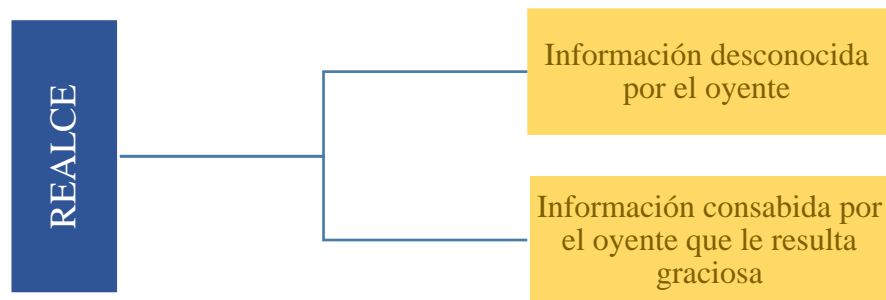 REALCE
Información desconocida
por el oyente
Información consabida por
el oyente que le resulta
graciosa